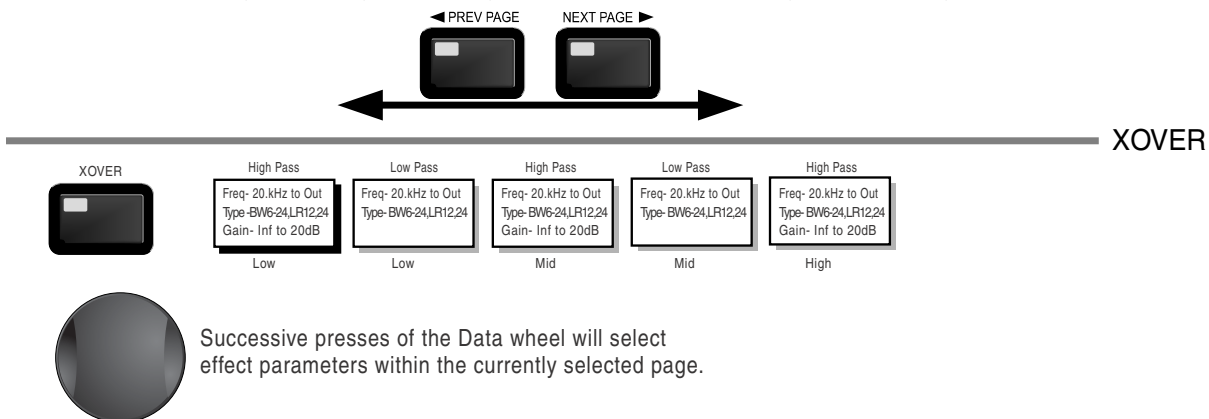 ◄ PREV PAGE NEXT PAGE ►
XOVER
XOVER
High Pass Low Pass High Pass Low Pass High Pass
Freq- 20.kHz to Out
Type -BW6-24,LR12,24
Gain- Inf to 20dB
Low
Freq- 20.kHz to Out
Type- BW6-24,LR12,24
Low
Freq- 20.kHz to Out
Type- BW6-24,LR12,24
Gain- Inf to 20dB
Mid
Freq- 20.kHz to Out
Type- BW6-24,LR12,24
Mid
Freq- 20.kHz to Out
Type- BW6-24,LR12,24
Gain- Inf to 20dB
High
Successive presses of the Data wheel will select
effect parameters within the currently selected page.